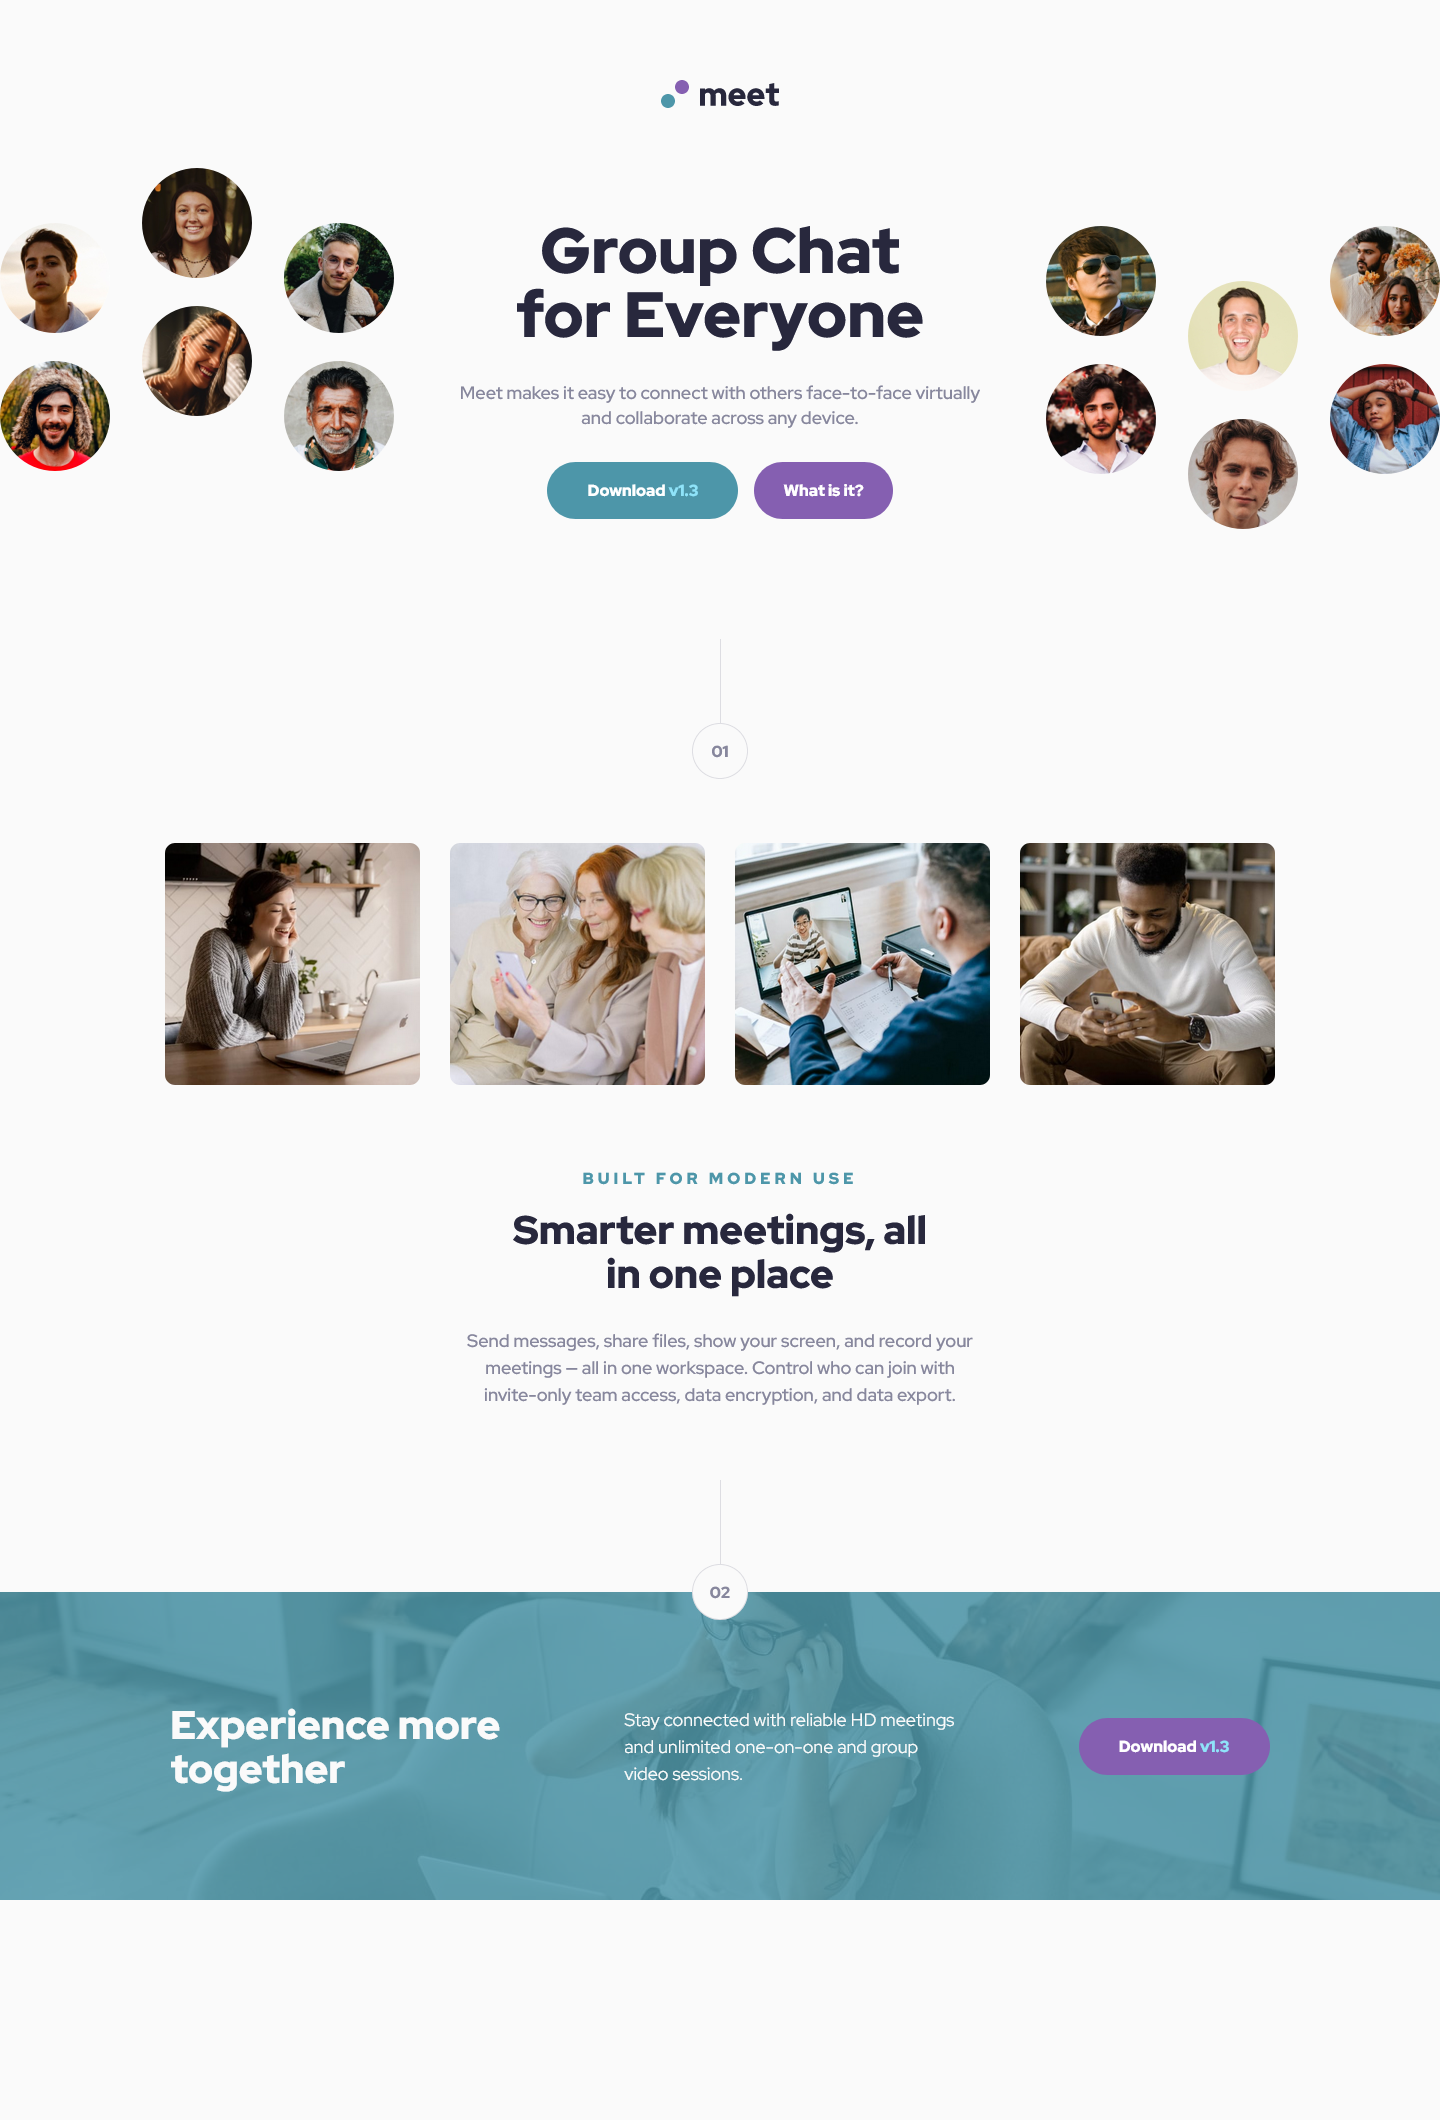 meet
Group Chat
for Everyone
Meet makes it easy to connect with others face-to-face virtually
and collaborate across any device.
Download v1.3
What is it?
01
BUILT FOR MODERN USE
Smarter meetings, all
in one place
Send messages, share files, show your screen, and record your
meetings — all in one workspace. Control who can join with
invite-only team access, data encryption, and data export.
02
Experience more
together
Stay connected with reliable HD meetings
and unlimited one-on-one and group
video sessions.
Download v1.3